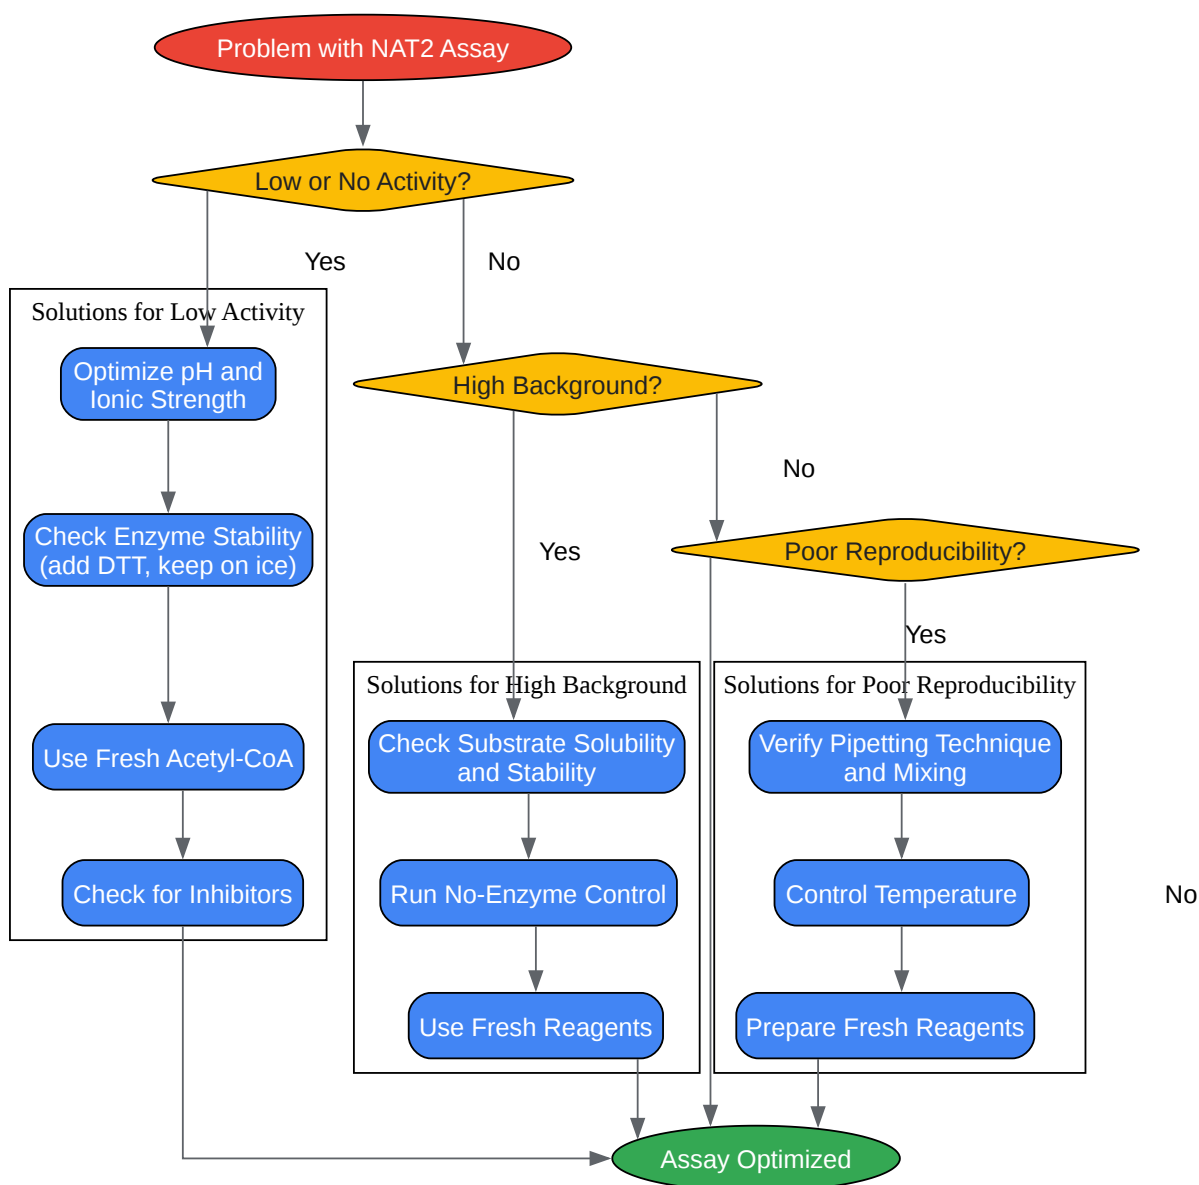 Problem with NAT2 Assay
Low or No Activity?
Yes
No
Solutions for Low Activity
Optimize pH and
Ionic Strength
High Background?
No
Check Enzyme Stability
(add DTT, keep on ice)
Yes
Poor Reproducibility?
Yes
Solutions for High Background
Solutions for Poor Reproducibility
Use Fresh Acetyl-CoA
Check Substrate Solubility
and Stability
Verify Pipetting Technique
and Mixing
Check for Inhibitors
Run No-Enzyme Control
Control Temperature
No
Use Fresh Reagents
Prepare Fresh Reagents
Assay Optimized